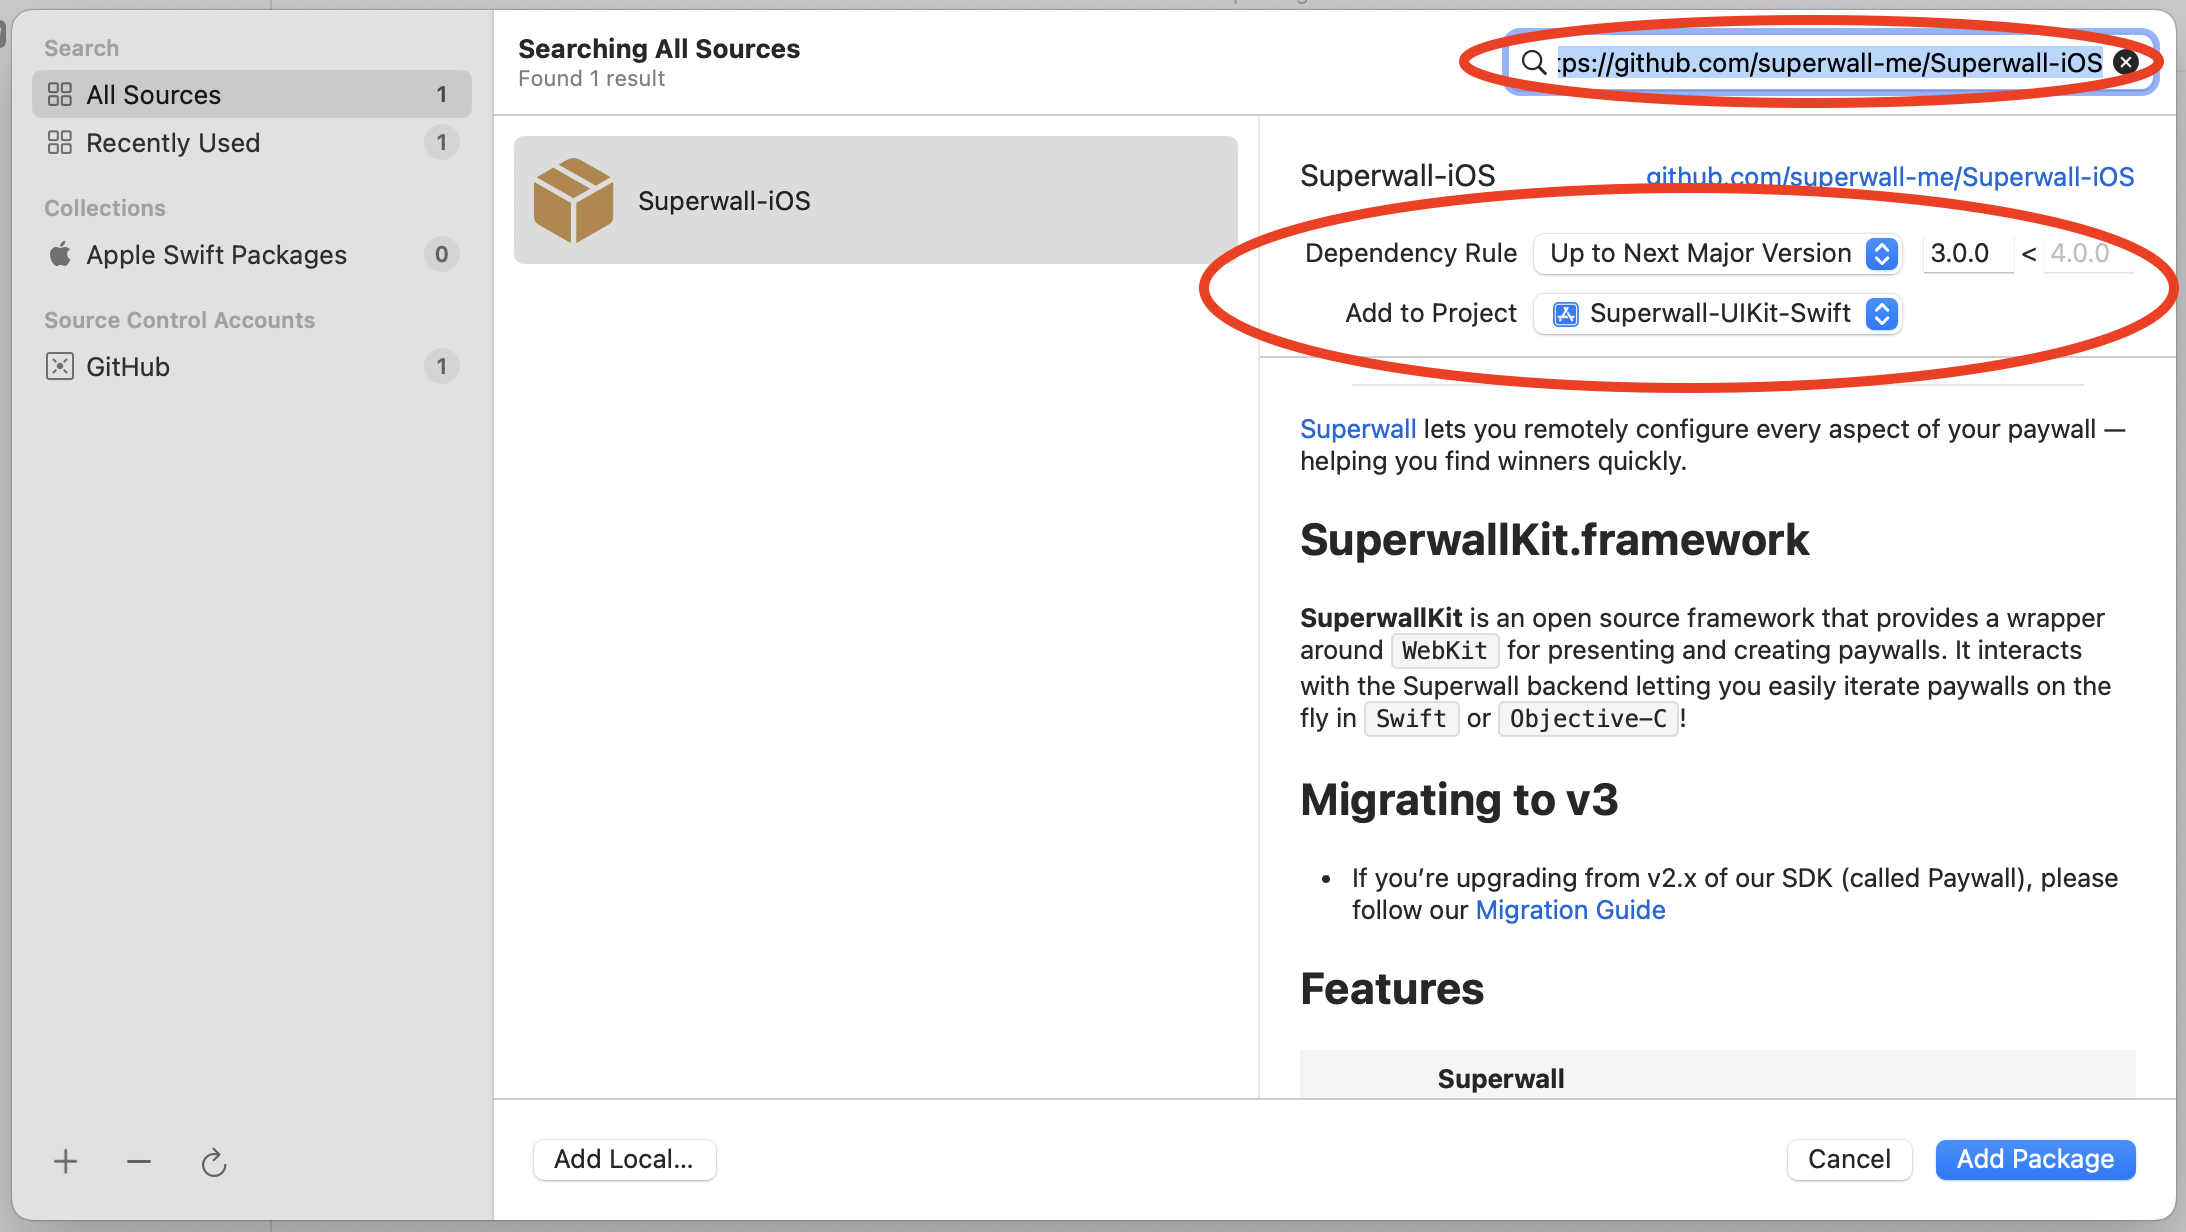 Search
All Sources 1
Recently Used 1
Collections
Apple Swift Packages 0
Source Control Accounts
GitHub 1
Searching All Sources
Found 1 result
tps://github.com/superwall-me/Superwall-iOS
Superwall-iOS
Superwall-iOS github.com/superwall-me/Superwall-iOS
Dependency Rule Up to Next Major Version 3.0.0 < 4.0.0
Add to Project Superwall-UIKit-Swift
Superwall lets you remotely configure every aspect of your paywall —
helping you find winners quickly.
SuperwallKit.framework
SuperwallKit is an open source framework that provides a wrapper
around WebKit for presenting and creating paywalls. It interacts
with the Superwall backend letting you easily iterate paywalls on the
fly in Swift or Objective-C!
Migrating to v3
• If you’re upgrading from v2.x of our SDK (called Paywall), please
follow our Migration Guide
Features
Superwall
Add Local...
Cancel
Add Package